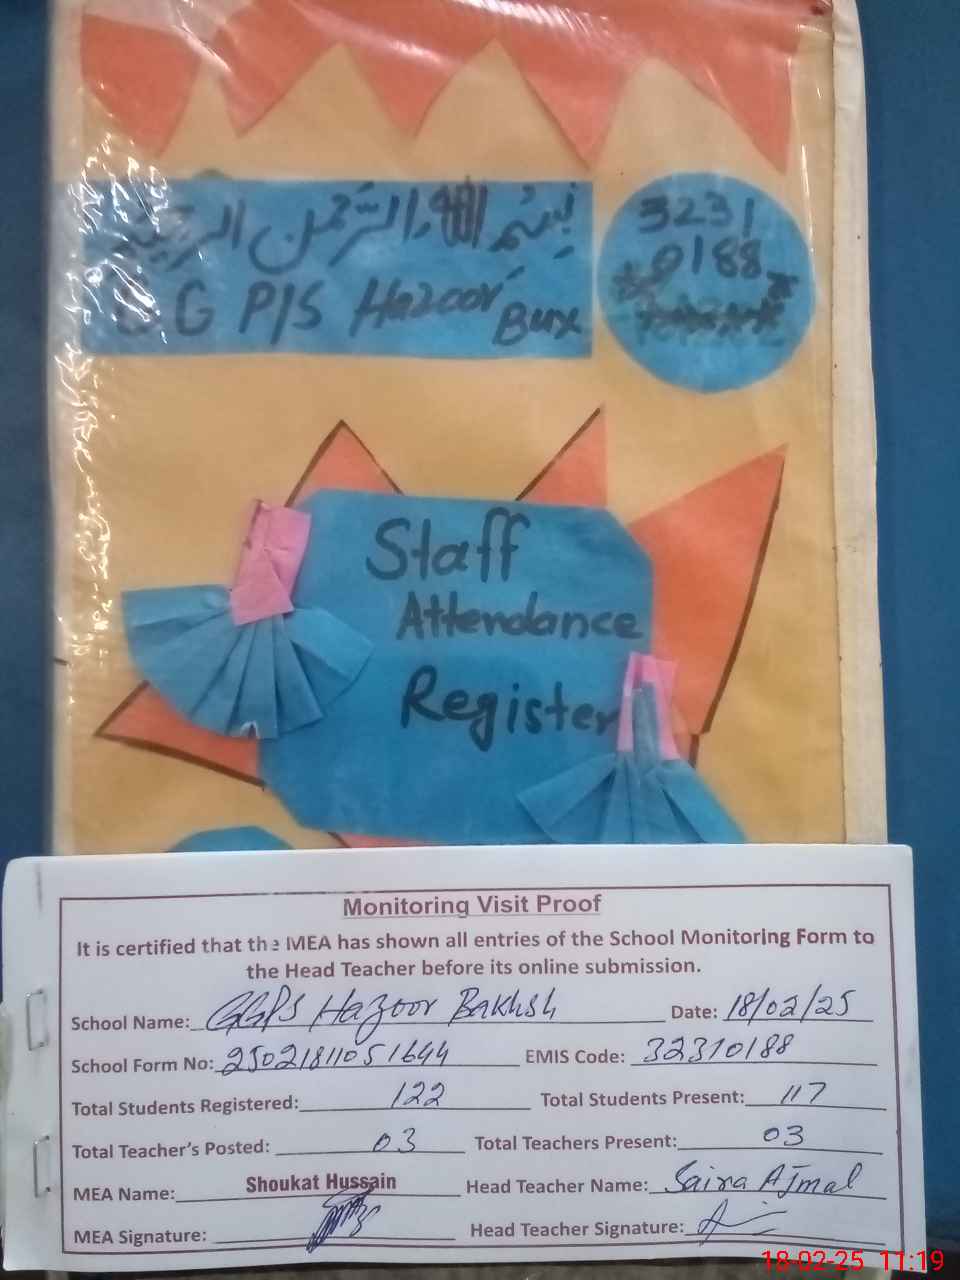 بِسْمِ اللہِ الرَّحْمٰنِ الرَّحِيْمِ
G G P/S Hazoor Bux
3231
0188
Staff
Attendance
Register
Monitoring Visit Proof
It is certified that the MEA has shown all entries of the School Monitoring Form to
the Head Teacher before its online submission.
School Name: GGPS Hazoor Bakhsh Date: 18/02/25
School Form No: 25021811051644 EMIS Code: 32310188
Total Students Registered: 122 Total Students Present: 117
Total Teacher's Posted: 03 Total Teachers Present: 03
MEA Name: Shoukat Hussain Head Teacher Name: Saira Ajmal
MEA Signature: Head Teacher Signature:
18-02-25 11:19